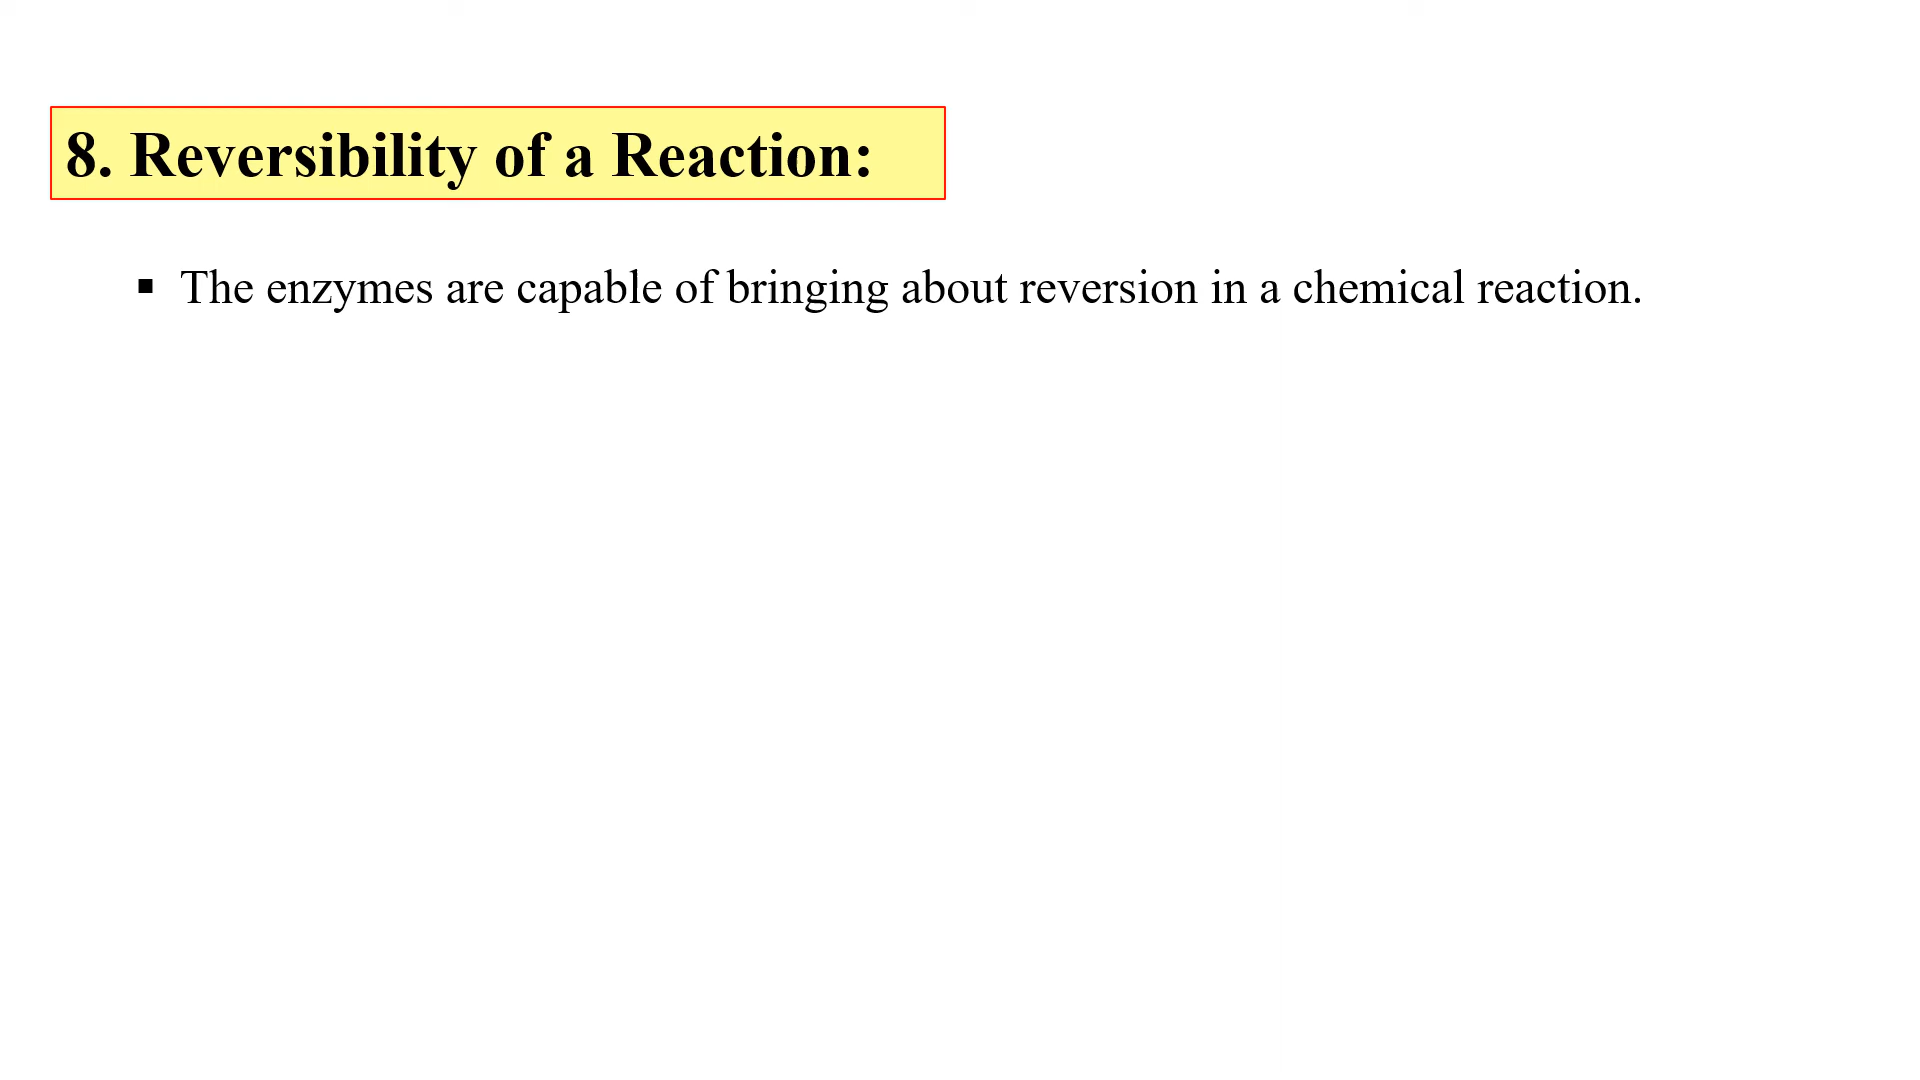 8. Reversibility of a Reaction:
▪ The enzymes are capable of bringing about reversion in a chemical reaction.